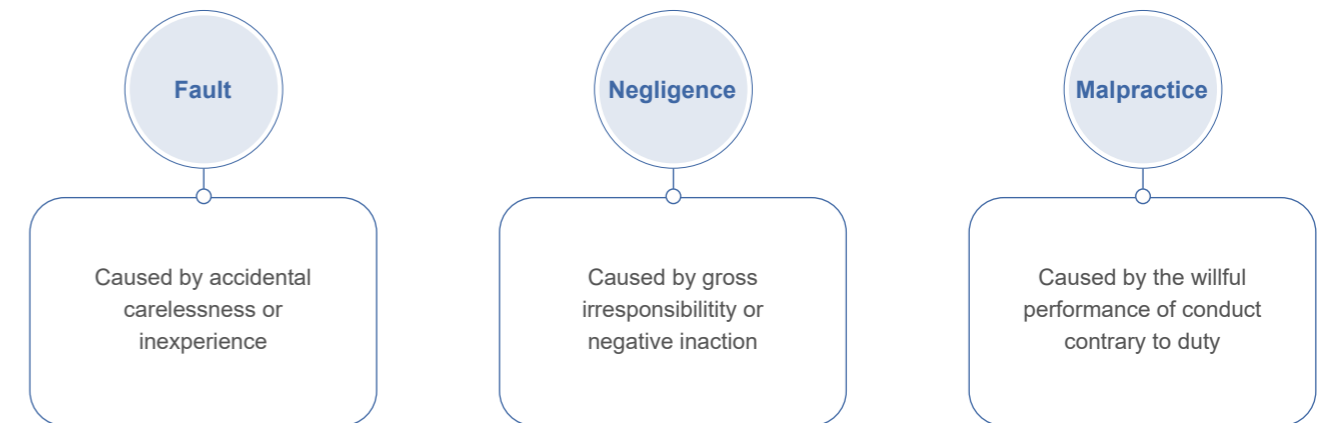 Fault
Caused by accidental
carelessness or
inexperience
Negligence
Caused by gross
irresponsibilitity or
negative inaction
Malpractice
Caused by the willful
performance of conduct
contrary to duty